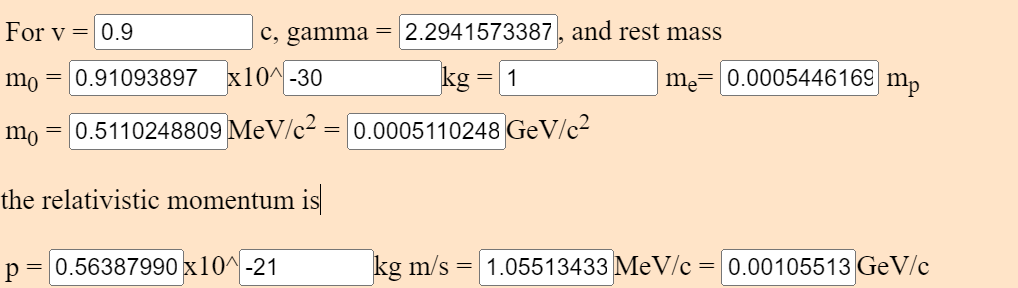 For v = 0.9 c, gamma = 2.2941573387, and rest mass
m₀ = 0.91093897 x10^ -30 kg = 1 mₑ= 0.0005446169 mₚ
m₀ = 0.5110248809 MeV/c² = 0.0005110248 GeV/c²
the relativistic momentum is
p = 0.56387990 x10^ -21 kg m/s = 1.05513433 MeV/c = 0.00105513 GeV/c